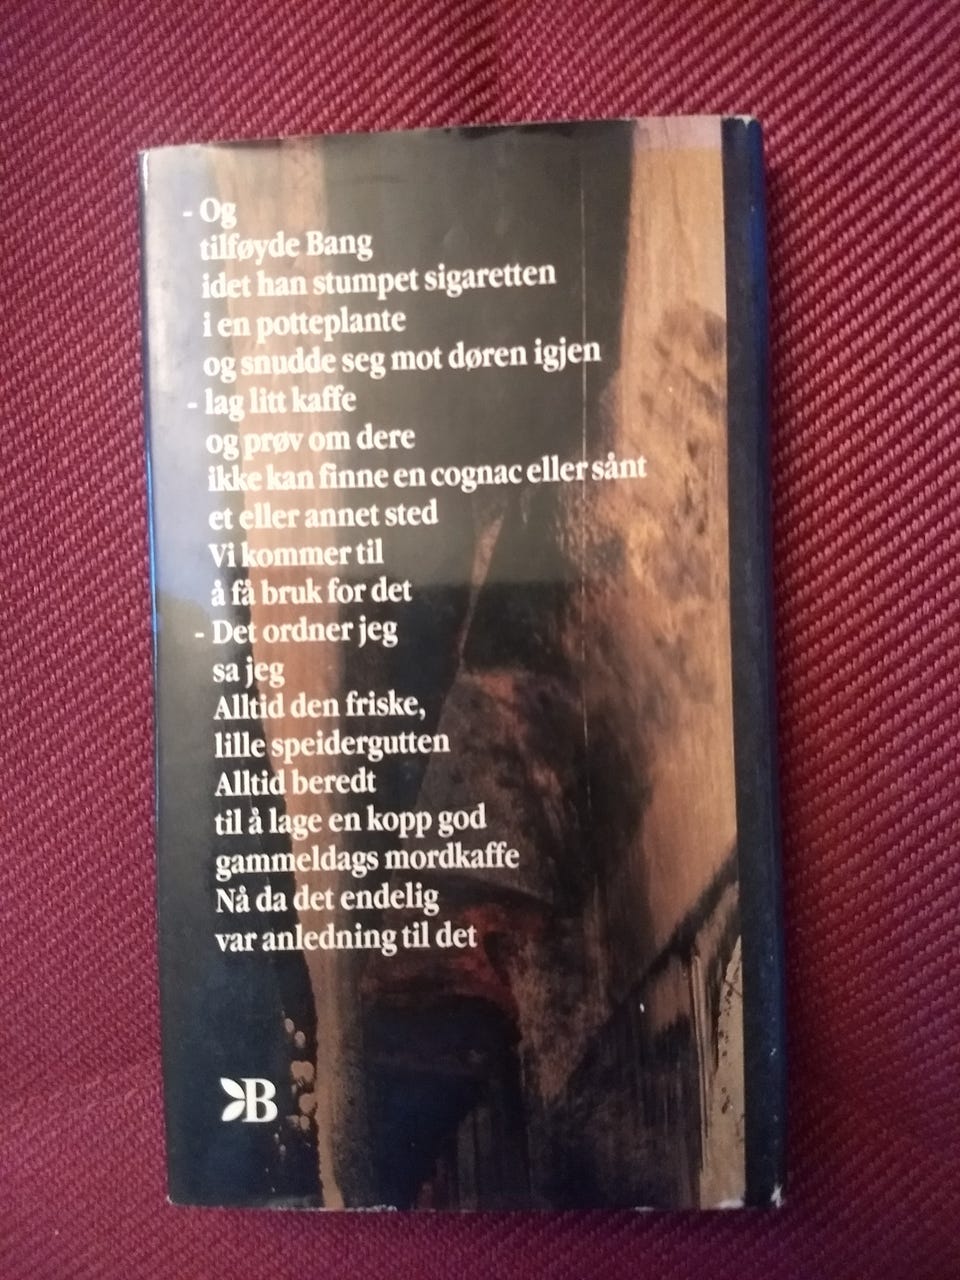 - Og
tilføyde Bang
idet han stumpet sigaretten
i en potteplante
og snudde seg mot døren igjen
- lag litt kaffe
og prøv om dere
ikke kan finne en cognac eller sånt
et eller annet sted
Vi kommer til
å få bruk for det
- Det ordner jeg
sa jeg
Alltid den friske,
lille speidergutten
Alltid beredt
til å lage en kopp god
gammeldags mordkaffe
Nå da det endelig
var anledning til det
B